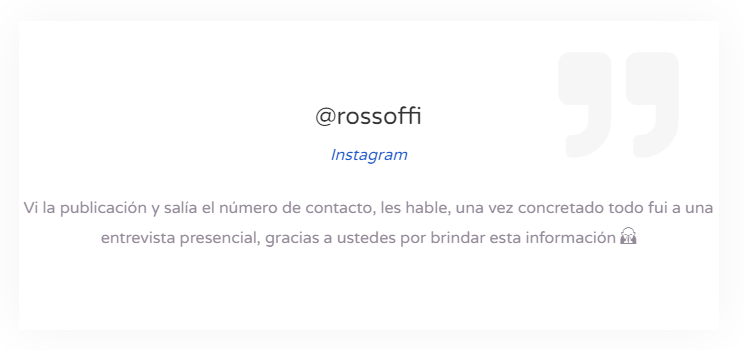 @rossoffi
Instagram
Vi la publicación y salía el número de contacto, les hable, una vez concretado todo fui a una
entrevista presencial, gracias a ustedes por brindar esta información 🤗